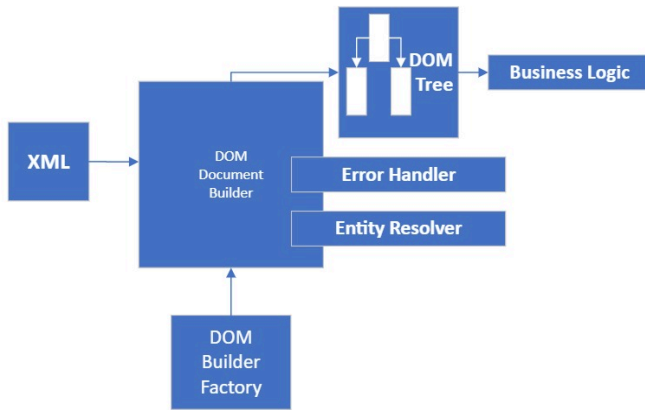 DOM
Tree
Business Logic
XML
DOM
Document
Builder
Error Handler
Entity Resolver
DOM
Builder
Factory